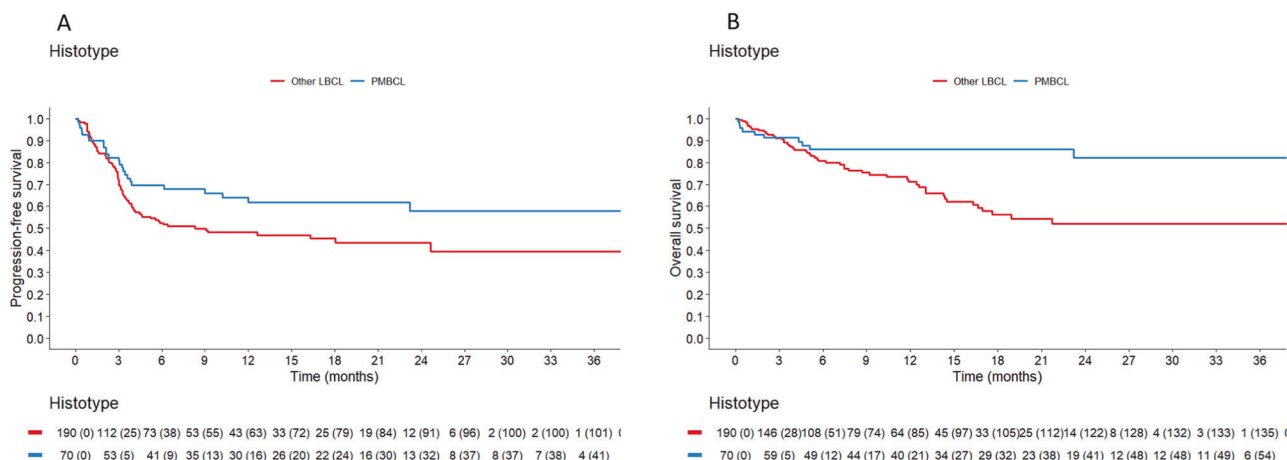 A
Histotype
Other LBCL PMBCL
Progression-free survival
1.0
0.9
0.8
0.7
0.6
0.5
0.4
0.3
0.2
0.1
0.0
0 3 6 9 12 15 18 21 24 27 30 33 36
Time (months)
Histotype
190 (0) 112 (25) 73 (38) 53 (55) 43 (63) 33 (72) 25 (79) 19 (84) 12 (91) 6 (96) 2 (100) 2 (100) 1 (101)
70 (0) 53 (5) 41 (9) 35 (13) 30 (16) 26 (20) 22 (24) 16 (30) 13 (32) 8 (37) 8 (37) 7 (38) 4 (41)
B
Histotype
Other LBCL PMBCL
Overall survival
1.0
0.9
0.8
0.7
0.6
0.5
0.4
0.3
0.2
0.1
0.0
0 3 6 9 12 15 18 21 24 27 30 33 36
Time (months)
Histotype
190 (0) 146 (28) 108 (51) 79 (74) 64 (85) 45 (97) 33 (105) 25 (112) 14 (122) 8 (128) 4 (132) 3 (133) 1 (135)
70 (0) 59 (5) 49 (12) 44 (17) 40 (21) 34 (27) 29 (32) 23 (38) 19 (41) 12 (48) 12 (48) 11 (49) 6 (54)